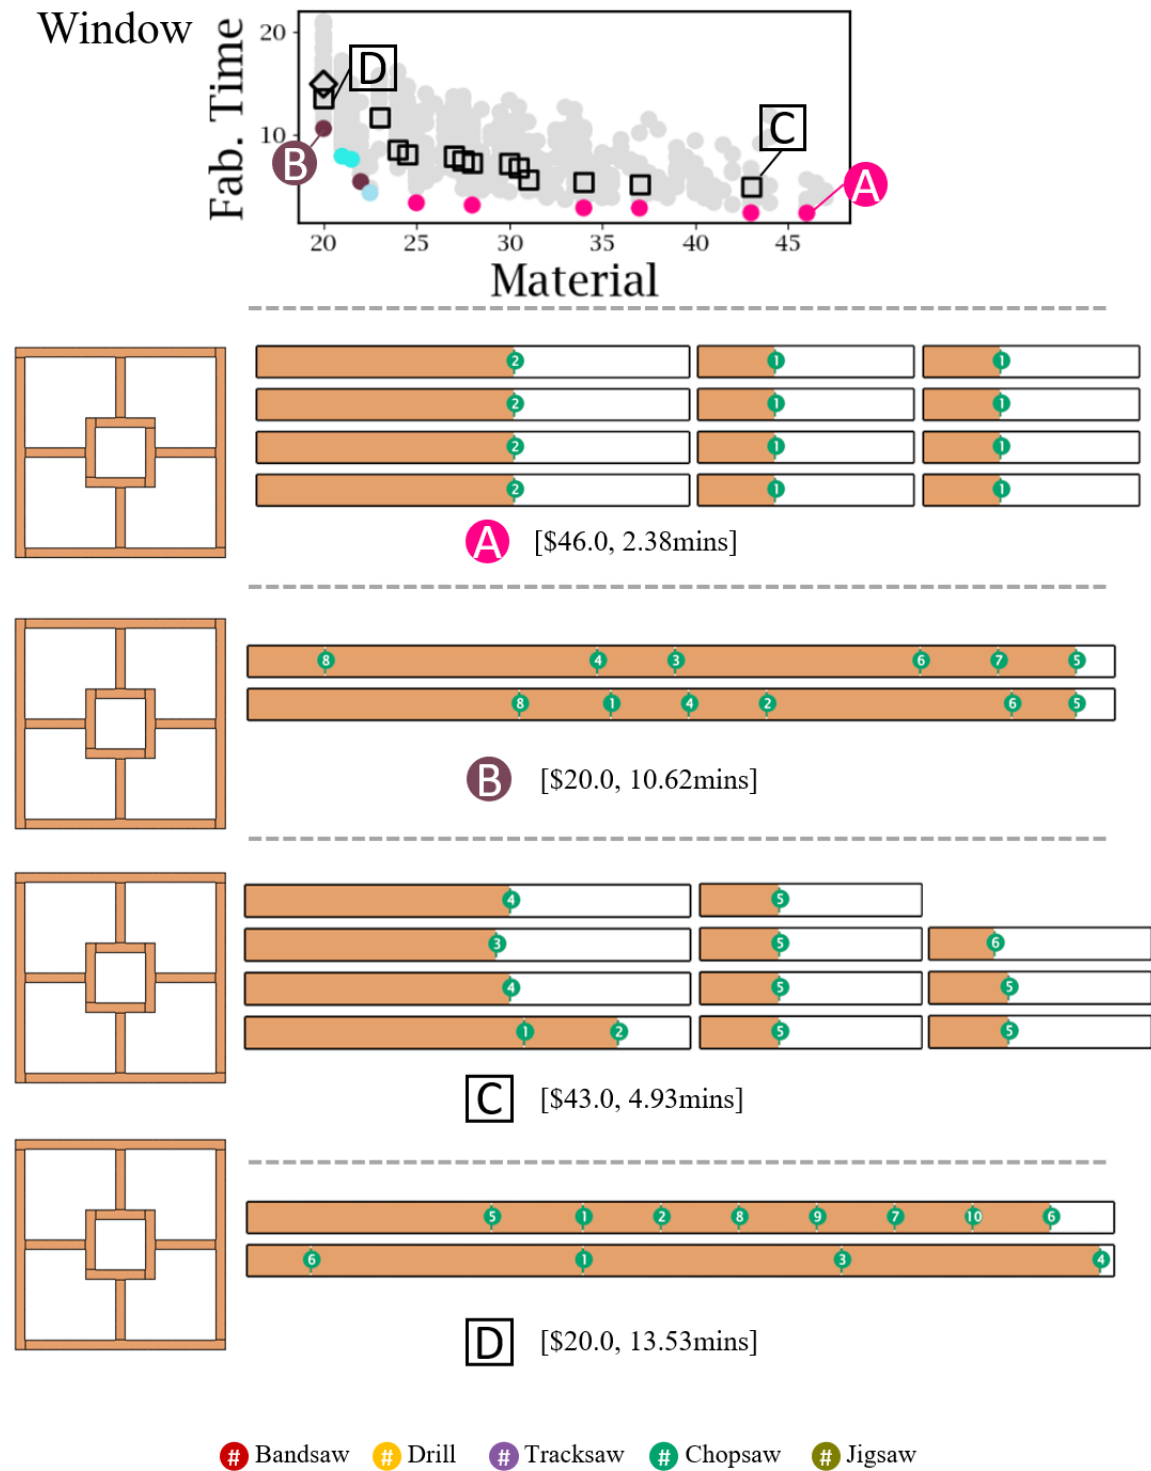 Window
Fab. Time
20
10
D
C
B
A
20 25 30 35 40 45
Material
2 1 1
2 1 1
2 1 1
2 1 1
A [$46.0, 2.38mins]
8 4 3 6 7 5
8 1 4 2 6 5
B [$20.0, 10.62mins]
4 5
3 5 6
4 5 5
1 2 5 5
C [$43.0, 4.93mins]
5 1 2 8 9 7 10 6
6 1 3 4
D [$20.0, 13.53mins]
# Bandsaw # Drill # Tracksaw # Chopsaw # Jigsaw